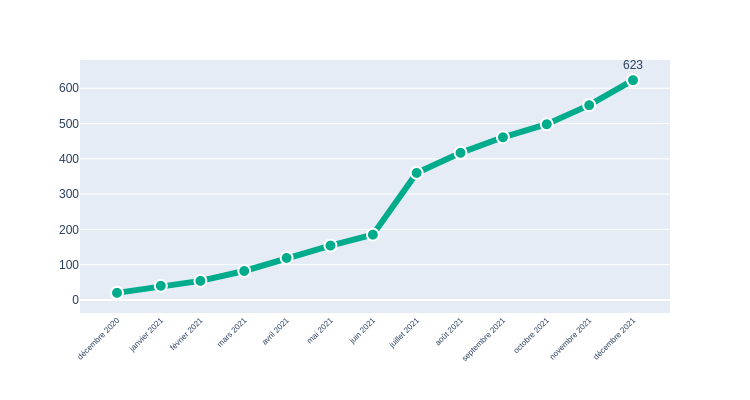 623
600
500
400
300
200
100
0
décembre 2020
janvier 2021
février 2021
mars 2021
avril 2021
mai 2021
juin 2021
juillet 2021
août 2021
septembre 2021
octobre 2021
novembre 2021
décembre 2021